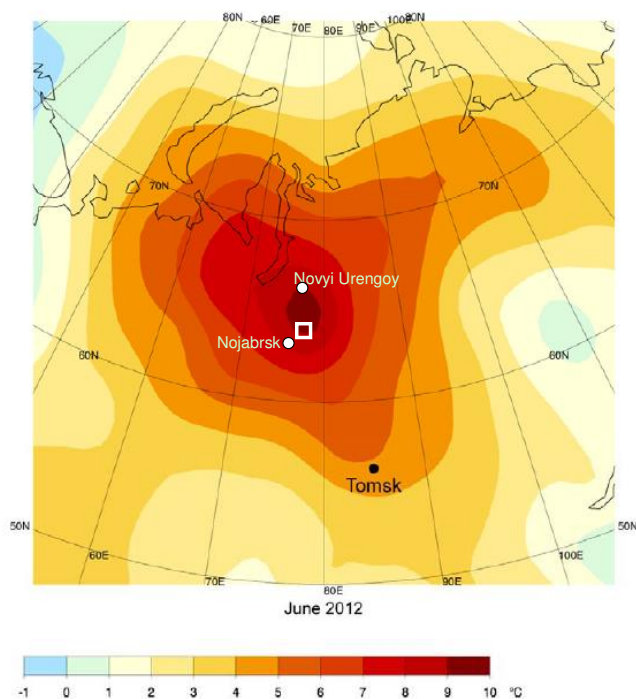 80N 60E 70E 80E 90E 100E 80N
70N 70N
Novyi Urengoy
Nojabrsk
60N 60N
Tomsk
50N 50N
60E 100E
70E 80E 90E
June 2012
-1 0 1 2 3 4 5 6 7 8 9 10 °C